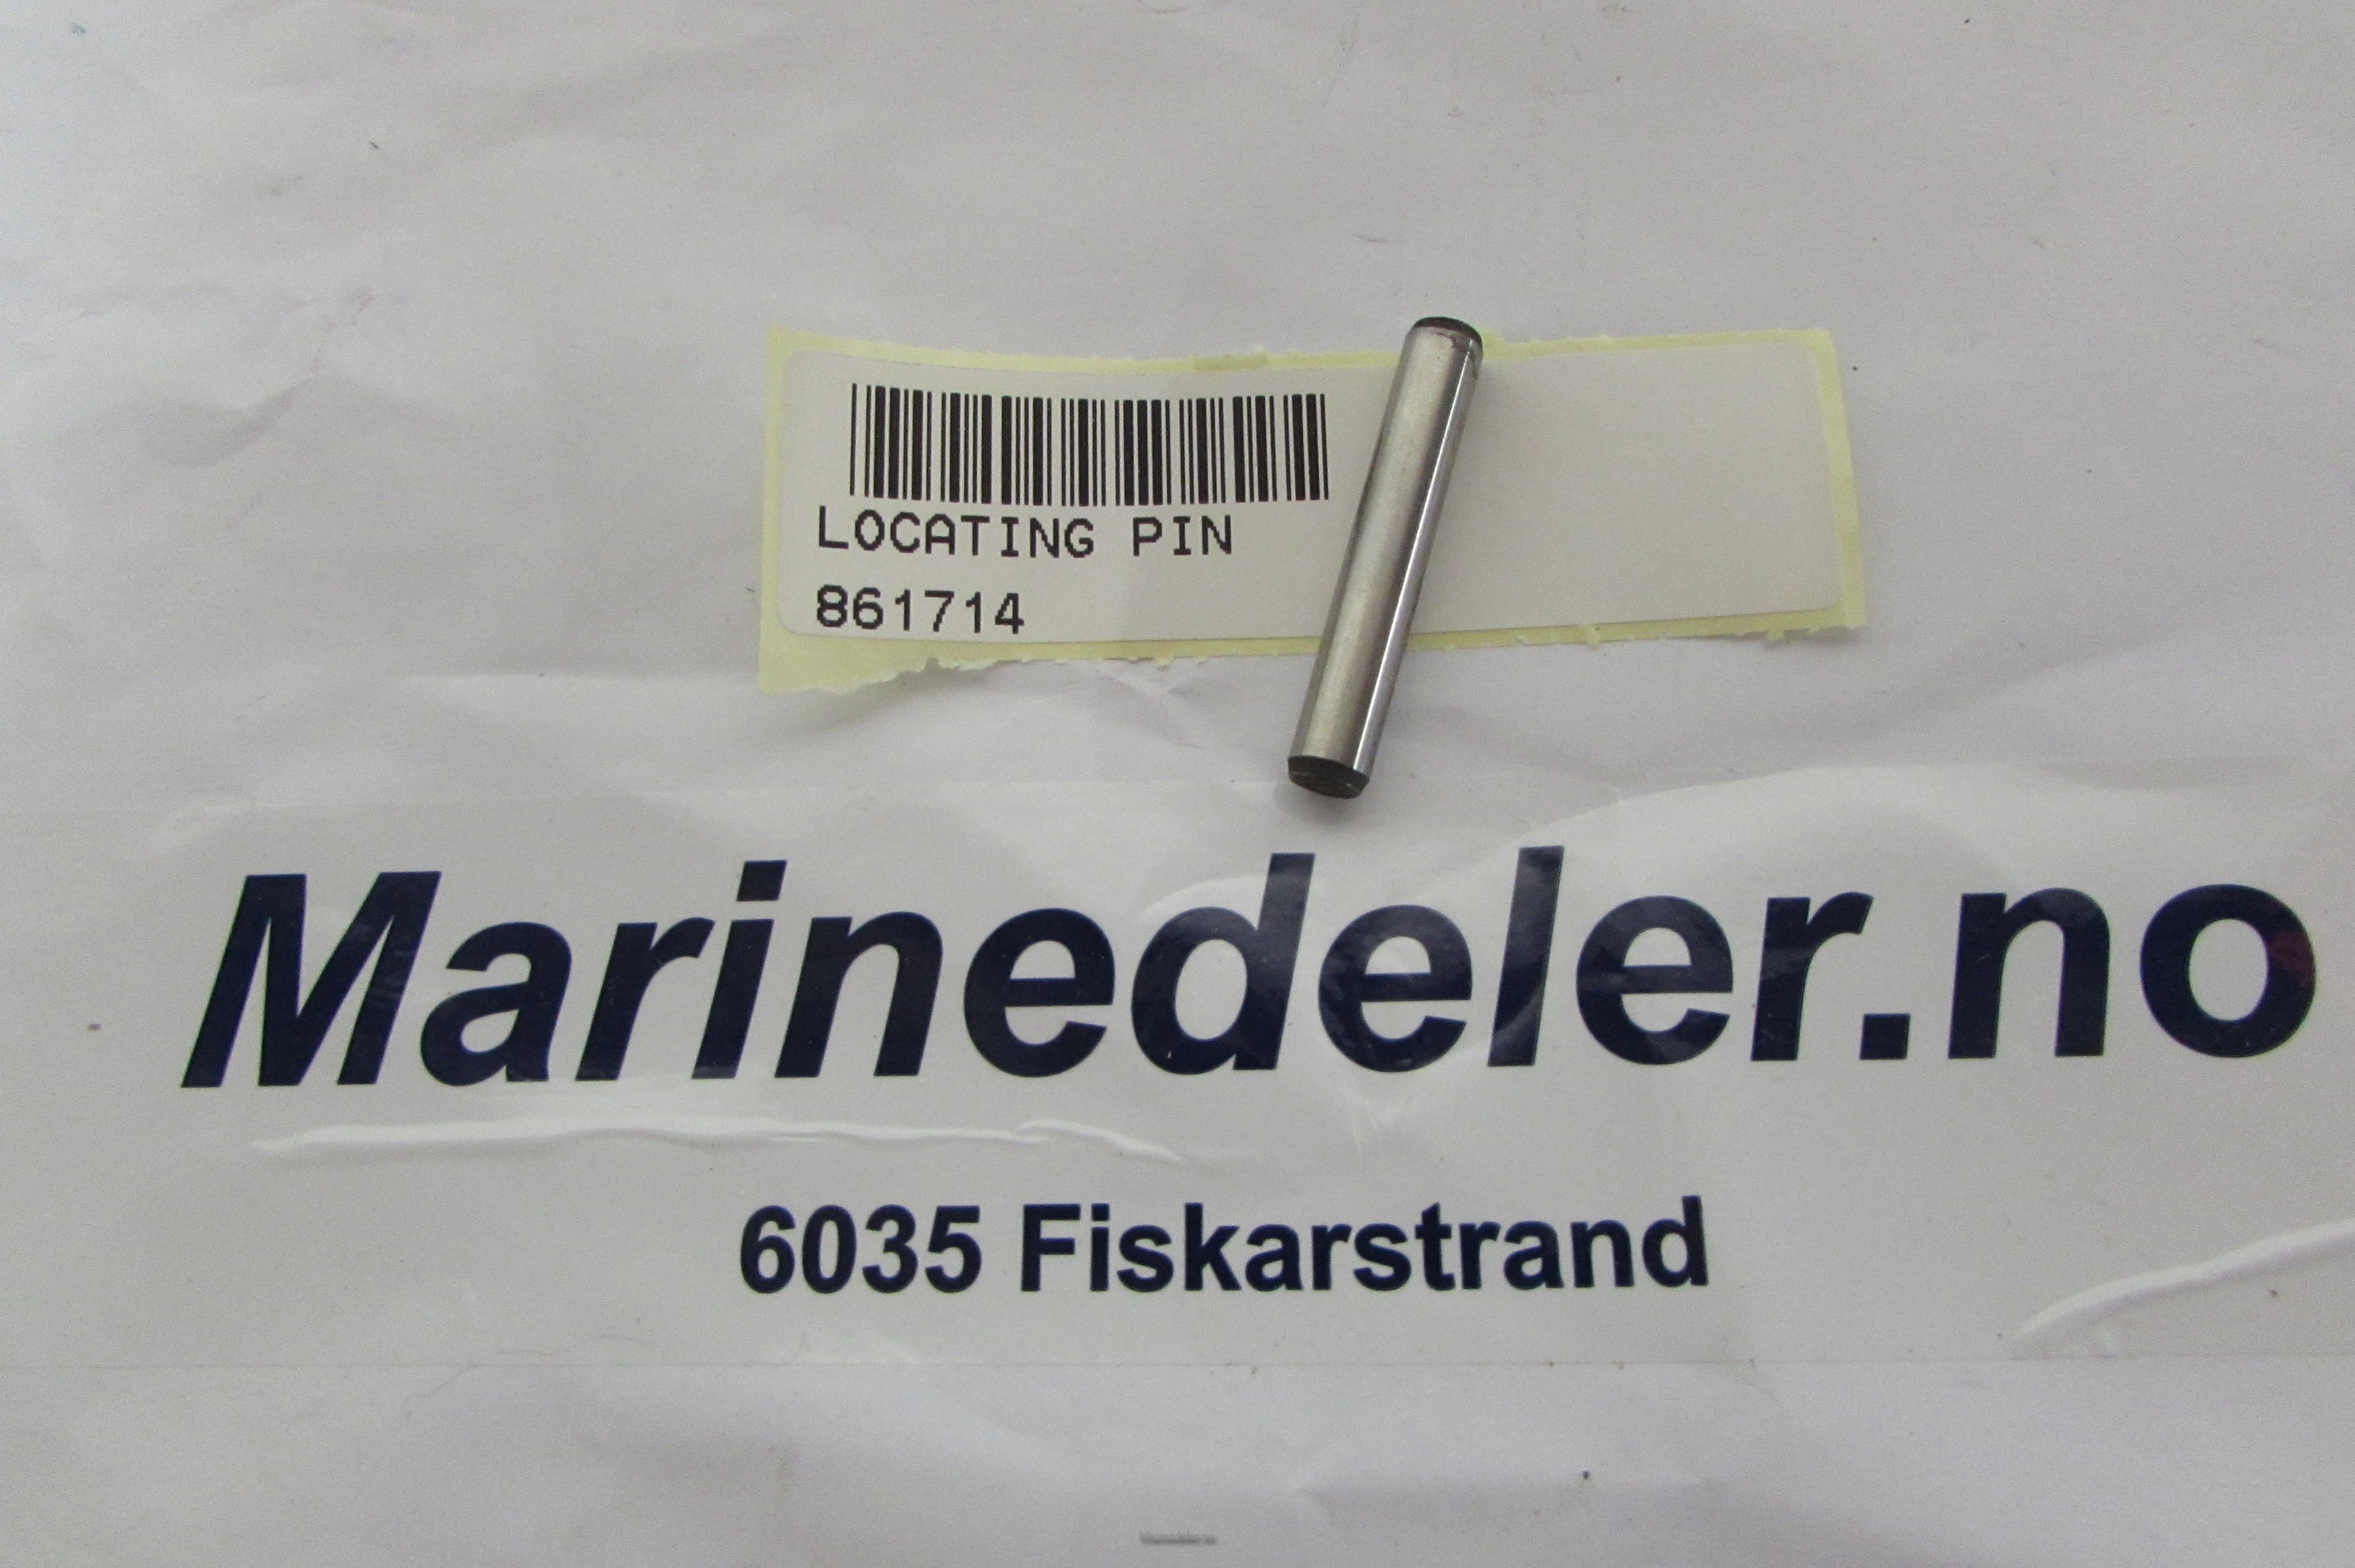 LOCATING PIN
861714
Marinedeler.no
6035 Fiskarstrand